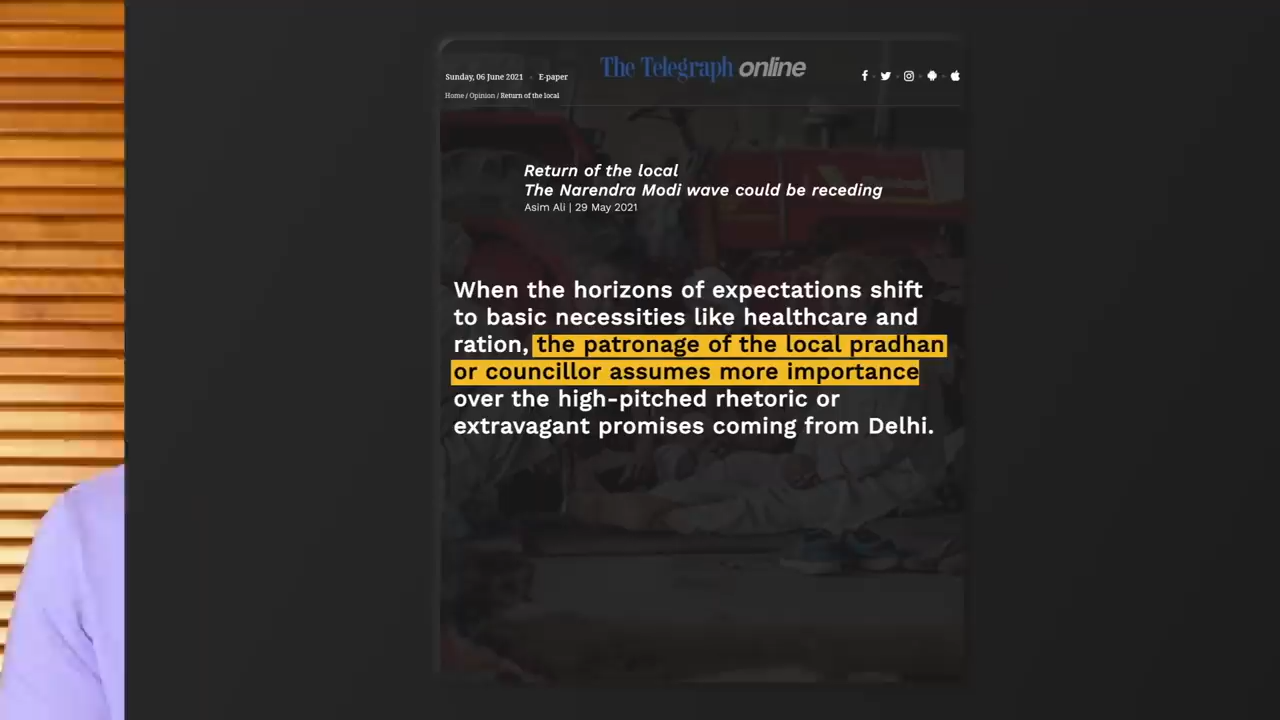 The Telegraph online
Sunday, 06 June 2021 E-paper
Home / Opinion / Return of the local
Return of the local
The Narendra Modi wave could be receding
Asim Ali | 29 May 2021
When the horizons of expectations shift
to basic necessities like healthcare and
ration, the patronage of the local pradhan
or councillor assumes more importance
over the high-pitched rhetoric or
extravagant promises coming from Delhi.